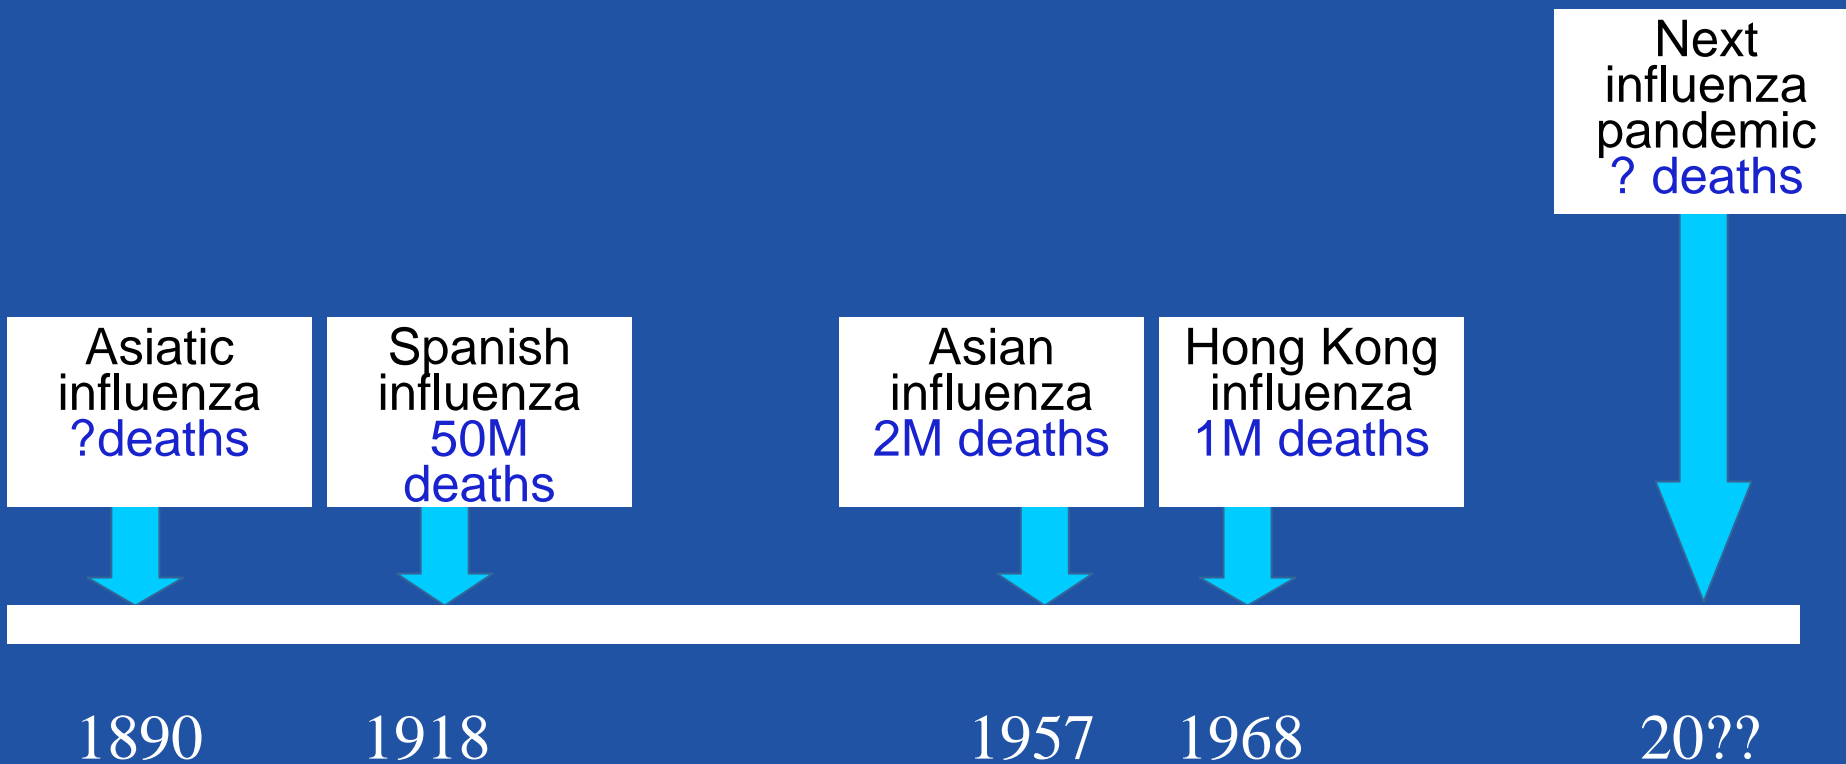 Next
influenza
pandemic
? deaths
Asiatic
influenza
?deaths
Spanish
influenza
50M
deaths
Asian
influenza
2M deaths
Hong Kong
influenza
1M deaths
1890
1918
1957
1968
20??